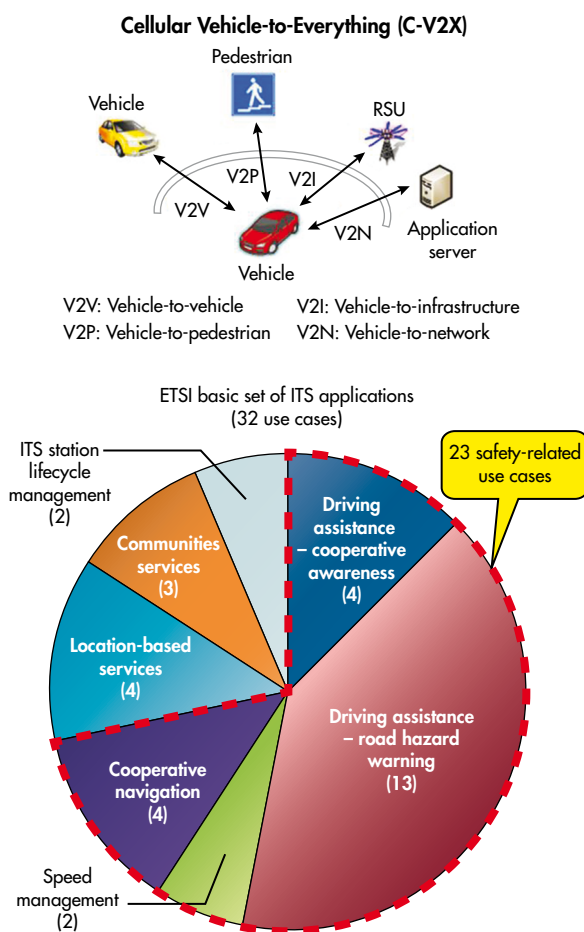 Cellular Vehicle-to-Everything (C-V2X)
Pedestrian
Vehicle
RSU
V2P
V2I
V2V
V2N
Application
server
Vehicle
V2V: Vehicle-to-vehicle
V2I: Vehicle-to-infrastructure
V2P: Vehicle-to-pedestrian
V2N: Vehicle-to-network
ETSI basic set of ITS applications
(32 use cases)
ITS station
lifecycle
management
(2)
23 safety-related
use cases
Driving
assistance
– cooperative
awareness
(4)
Communities
services
(3)
Location-based
services
(4)
Driving assistance
– road hazard
warning
(13)
Cooperative
navigation
(4)
Speed
management
(2)